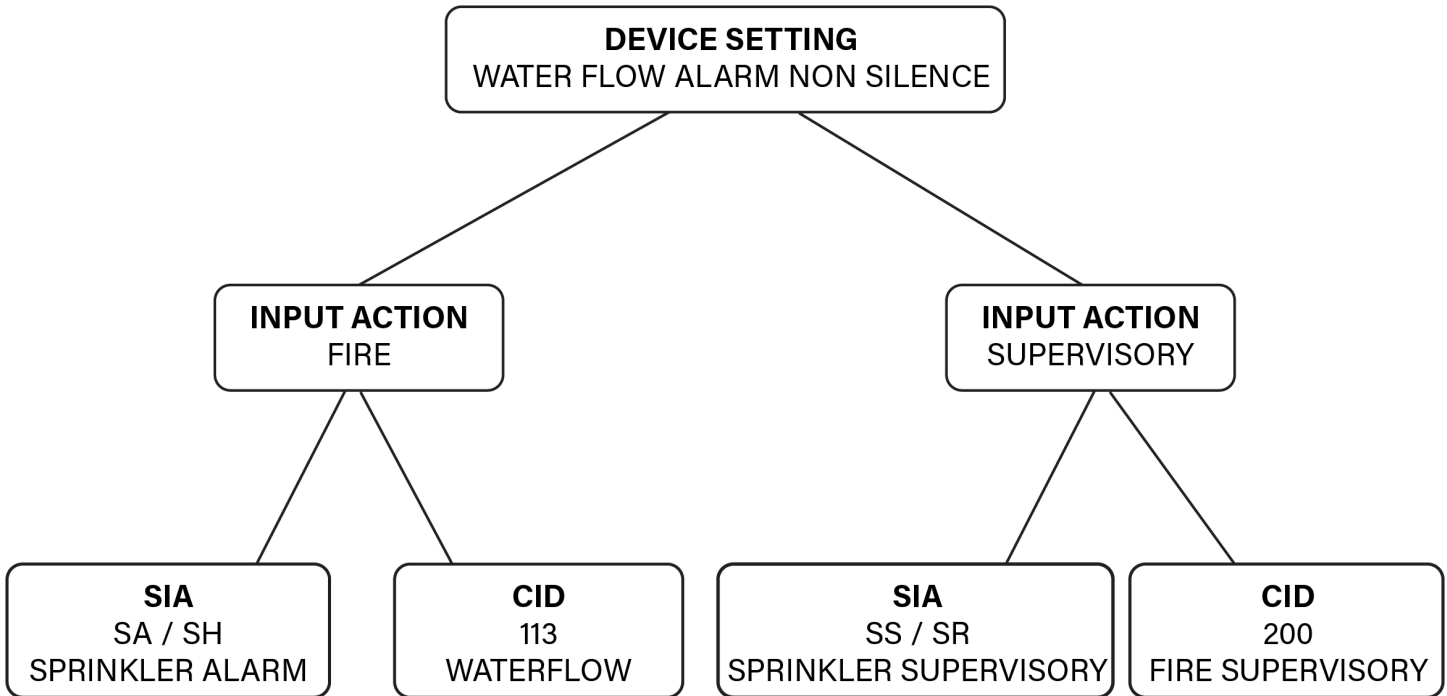 DEVICE SETTING
WATER FLOW ALARM NON SILENCE
INPUT ACTION
FIRE
INPUT ACTION
SUPERVISORY
SIA
SA / SH
SPRINKLER ALARM
CID
113
WATERFLOW
SIA
SS / SR
SPRINKLER SUPERVISORY
CID
200
FIRE SUPERVISORY